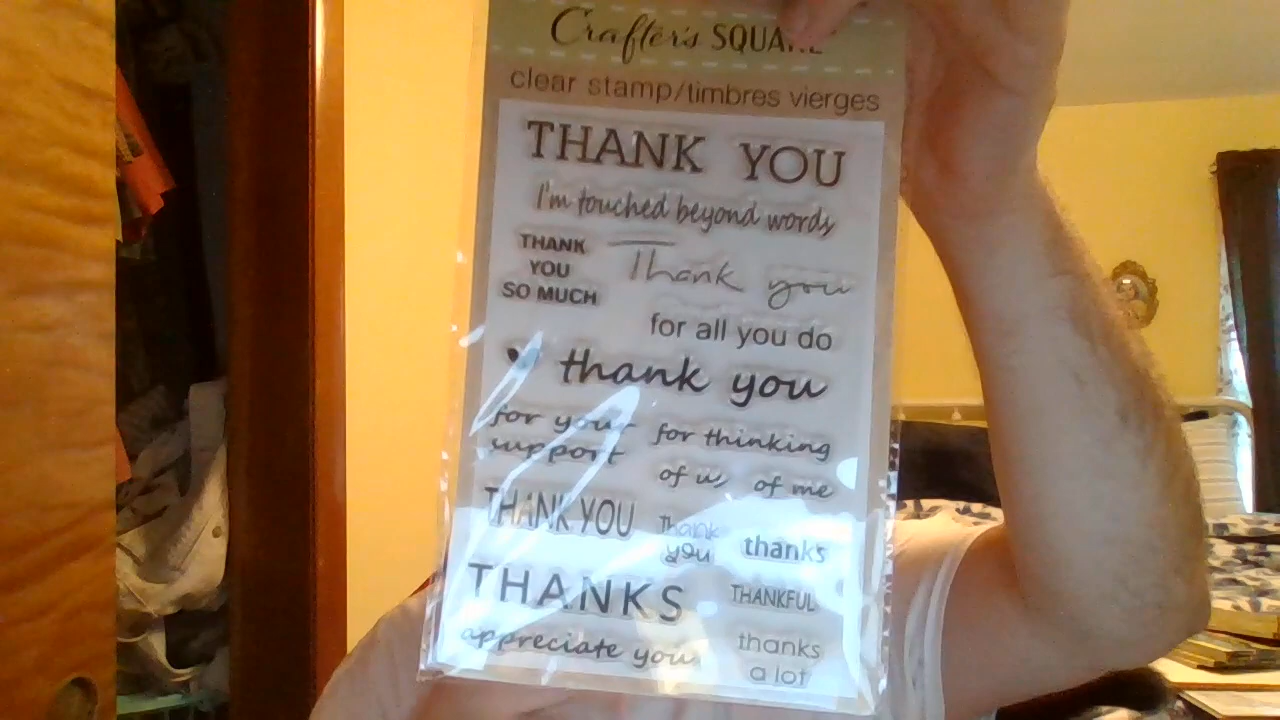 Crafter's SQUARE
clear stamp/timbres vierges
THANK YOU
I'm touched beyond words
THANK
YOU
SO MUCH
Thank you
for all you do
thank you
for your
support
for thinking
of us
of me
THANK YOU
Thank
you
thanks
THANKS
THANKFUL
appreciate you
thanks
a lot